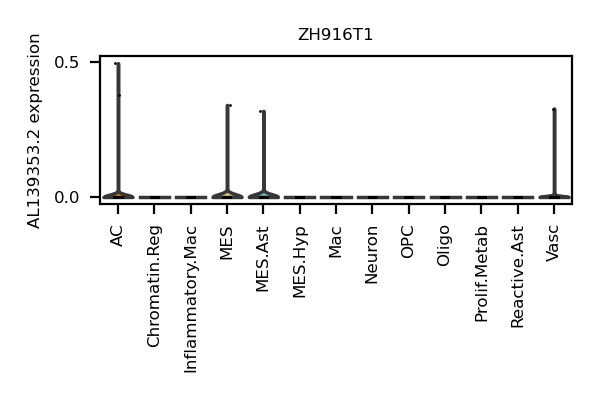 ZH916T1
AL139353.2 expression
0.5
0.0
AC
Chromatin.Reg
Inflammatory.Mac
MES
MES.Ast
MES.Hyp
Mac
Neuron
OPC
Oligo
Prolif.Metab
Reactive.Ast
Vasc